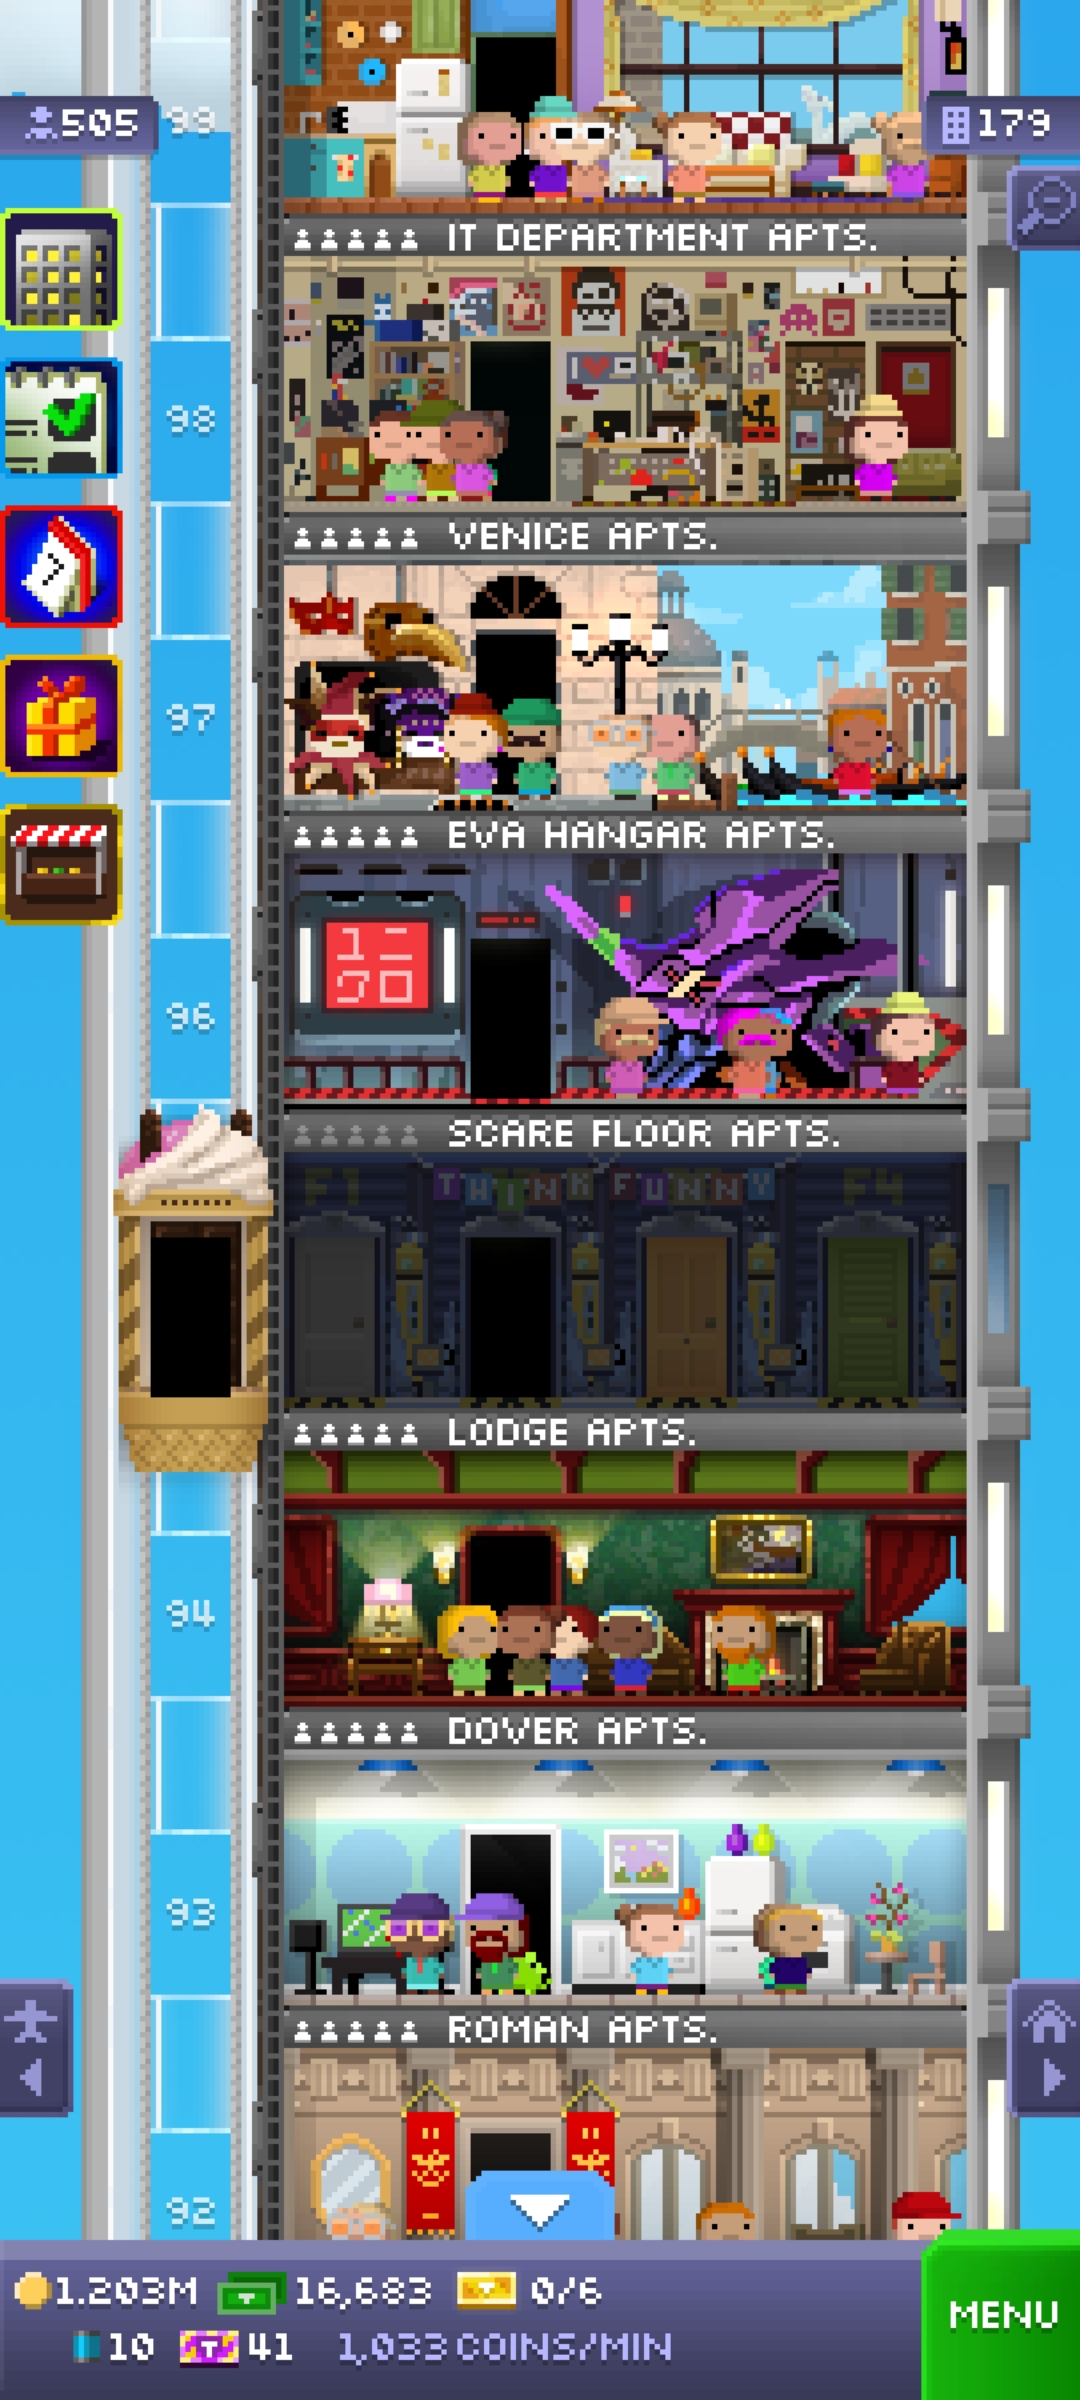 99
505
179
IT DEPARTMENT APTS.
98
VENICE APTS.
97
EVA HANGAR APTS.
96
SCARE FLOOR APTS.
F1 THINK FUNNY F4
LODGE APTS.
94
DOVER APTS.
93
ROMAN APTS.
92
1.203M 16,683 0/6
10 41 1,033 COINS/MIN
MENU